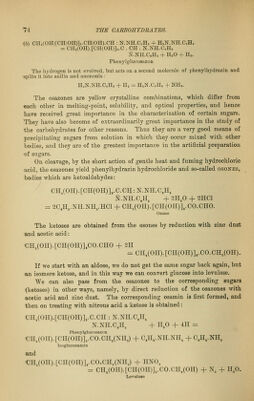 74 THE CARBOHYDRATES.
(4) CH₂(OH)[CH(OH)]₃.CH(OH).CH : N.NH.C₆H₅ + H₂N.NH.C₆H₅
= CH₂(OH).[CH(OH)]₃.C . CH : N.NH.C₆H₅
N.NH.C₆H₅ + H₂O + H₂.
Phenylglucosazon
The hydrogen is not evolved, but acts on a second molecule of phenylhydrazin and
splits it into anilin and ammonia:
H₂N.NH.C₆H₅ + H₂ = H₂N.C₆H₅ + NH₃.
The osazones are yellow crystalline combinations, which differ from
each other in melting-point, solubility, and optical properties, and hence
have received great importance in the characterization of certain sugars.
They have also become of extraordinarily great importance in the study of
the carbohydrates for other reasons. Thus they are a very good means of
precipitating sugars from solution in which they occur mixed with other
bodies, and they are of the greatest importance in the artificial preparation
of sugars.
On cleavage, by the short action of gentle heat and fuming hydrochloric
acid, the osazones yield phenylhydrazin hydrochloride and so-called OSONES,
bodies which are ketoaldehydes:
CH₂(OH).[CH(OH)]₃.C.CH : N.NH.C₆H₅
N.NH.C₆H₅ + 2H₂O + 2HCl
= 2C₆H₅.NH.NH₂.HCl + CH₂(OH).[CH(OH)]₃.CO.CHO.
Osone
The ketoses are obtained from the osones by reduction with zinc dust
and acetic acid:
CH₂(OH).[CH(OH)]₃.CO.CHO + 2H
= CH₂(OH).[CH(OH)]₃.CO.CH₂(OH).
If we start with an aldose, we do not get the same sugar back again, but
an isomere ketose, and in this way we can convert glucose into levulose.
We can also pass from the osazones to the corresponding sugars
(ketoses) in other ways, namely, by direct reduction of the osazones with
acetic acid and zinc dust. The corresponding osamin is first formed, and
then on treating with nitrous acid a ketose is obtained:
CH₂(OH).[CH(OH)]₃.C.CH : N.NH.C₆H₅
N.NH.C₆H₅ + H₂O + 4H =
Phenylglucosazon
CH₂(OH).[CH(OH)]₃.CO.CH₂(NH₂) + C₆H₅.NH.NH₂ + C₆H₅.NH₂
Isoglucosamin
and
CH₂(OH).[CH(OH)]₃.CO.CH₂(NH₂) + HNO₂
= CH₂(OH).[CH(OH)]₃.CO.CH₂(OH) + N₂ + H₂O.
Levulose